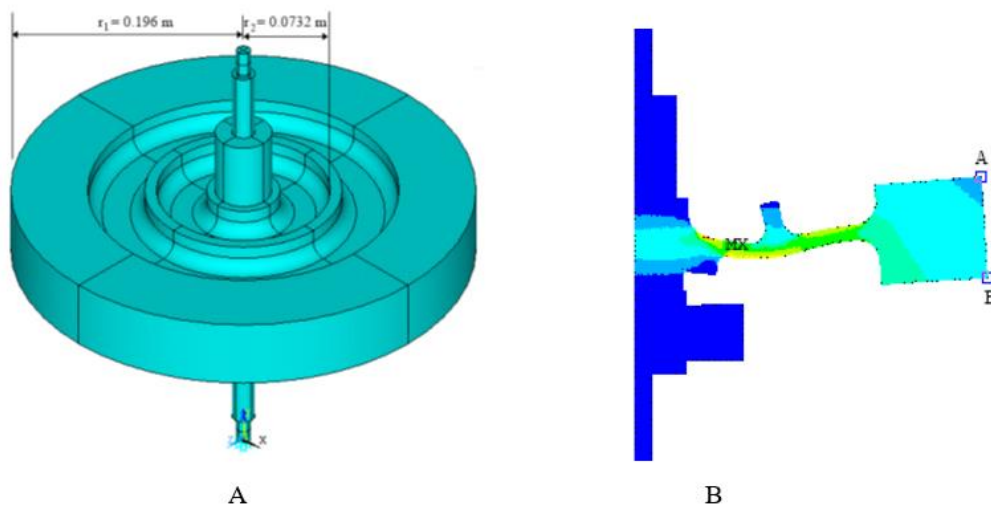 r₁ = 0.196 m
r₂ = 0.0732 m
A
MX
x
A
B